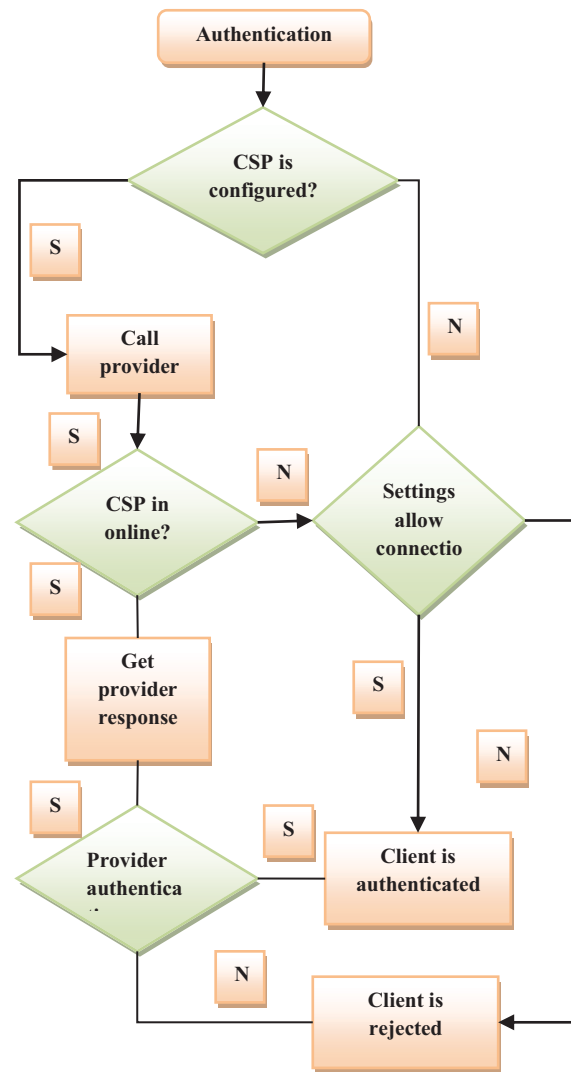 Authentication
CSP is
configured?
S
N
Call
provider
S
CSP in
online?
N
Settings
allow
connectio
S
Get
provider
response
S
N
S
Provider
authentica
S
Client is
authenticated
N
Client is
rejected